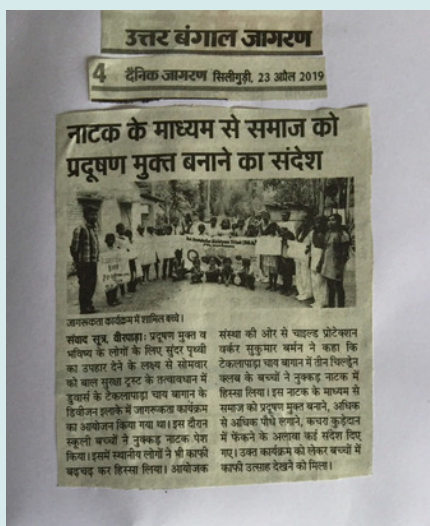 उत्तर बंगाल जागरण
4 दैनिक जागरण सिलीगुड़ी, 23 अप्रैल 2019
नाटक के माध्यम से समाज को
प्रदूषण मुक्त बनाने का संदेश
जागरूकता कार्यक्रम में शामिल बच्चे।
संवाद सूत्र, वीरपाड़ा: प्रदूषण मुक्त व
भविष्य के लोगों के लिए सुंदर पृथ्वी
का उपहार देने के लक्ष्य से सोमवार
को बाल सुरक्षा ट्रस्ट के तत्वावधान में
डुवार्स के टेकलापाड़ा चाय बागान के
डिवीजन इलाके में जागरूकता कार्यक्रम
का आयोजन किया गया था। इस दौरान
स्कूली बच्चों ने नुक्कड़ नाटक पेश
किया। इसमें स्थानीय लोगों ने भी काफी
बढ़चढ़ कर हिस्सा लिया। आयोजक
संस्था की ओर से चाइल्ड प्रोटेक्शन
वर्कर सुकुमार बर्मन ने कहा कि
टेकलापाड़ा चाय बागान में तीन चिल्ड्रेन
क्लब के बच्चों ने नुक्कड़ नाटक में
हिस्सा लिया। इस नाटक के माध्यम से
समाज को प्रदूषण मुक्त बनाने, अधिक
से अधिक पौधे लगाने, कचरा कुड़ेदान
में फेंकने के अलावा कई संदेश दिए
गए। उक्त कार्यक्रम को लेकर बच्चों में
काफी उत्साह देखने को मिला।